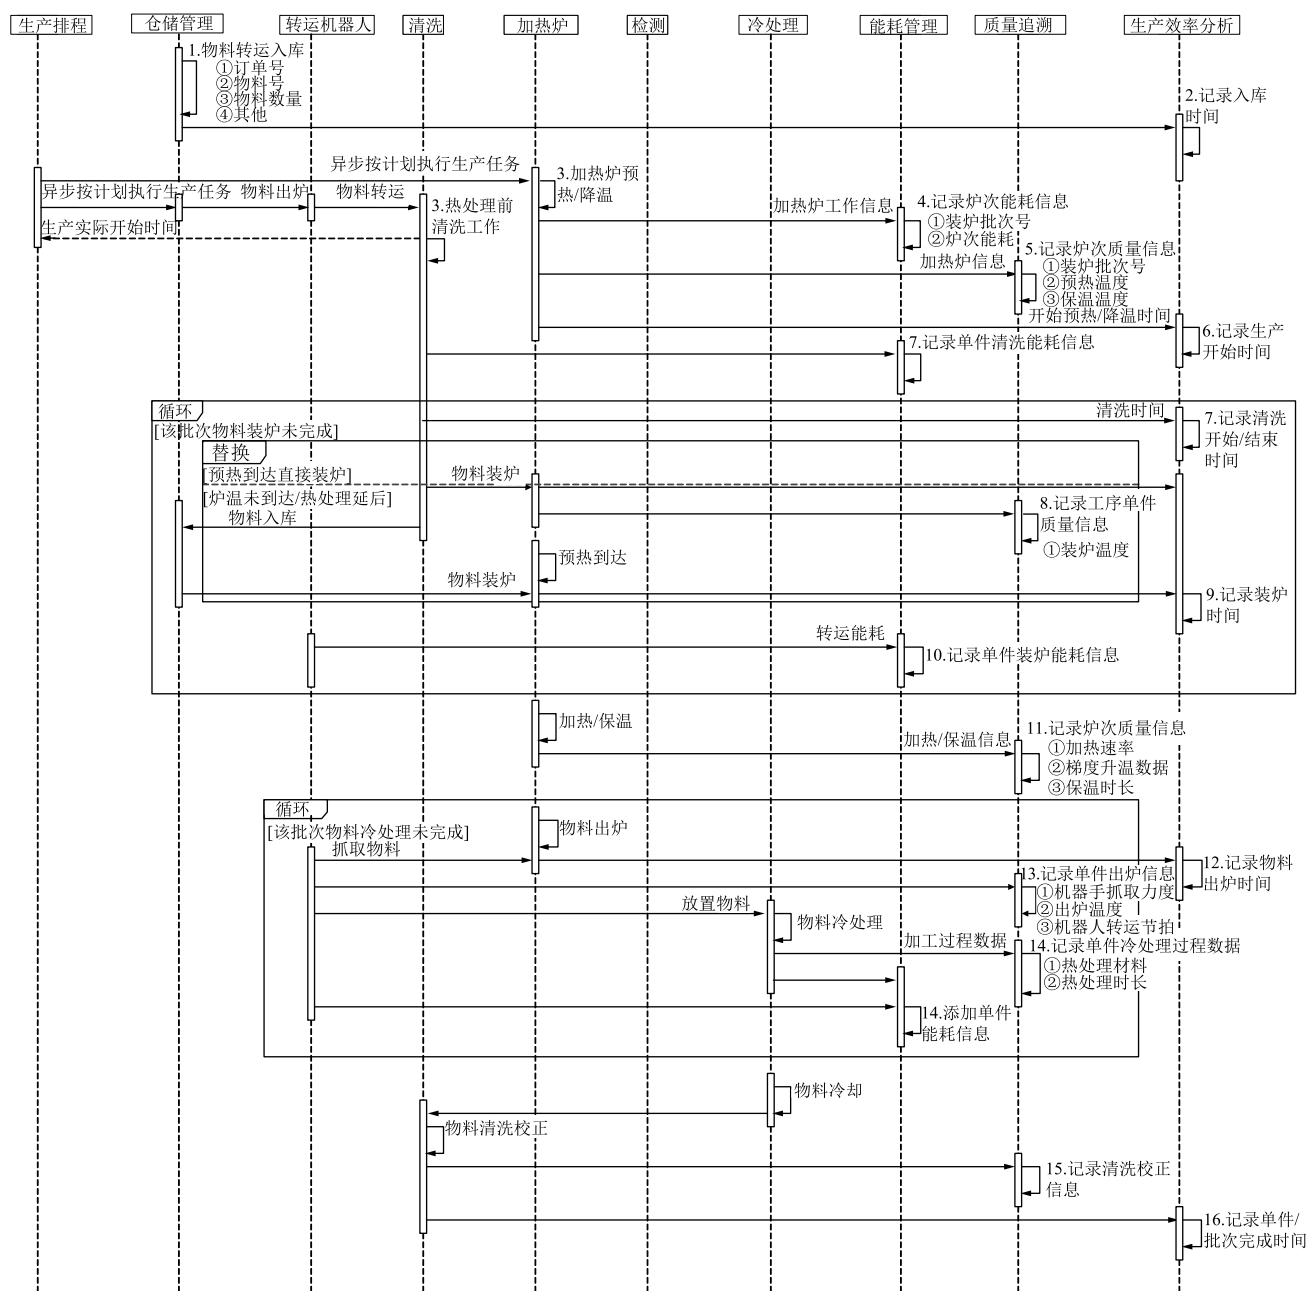 生产排程
仓储管理
转运机器人
清洗
加热炉
检测
冷处理
能耗管理
质量追溯
生产效率分析
1.物料转运入库
①订单号
②物料号
③物料数量
④其他
2.记录入库
时间
异步按计划执行生产任务
3.加热炉预
热/降温
异步按计划执行生产任务
物料出炉
物料转运
3.热处理前
清洗工作
生产实际开始时间
加热炉工作信息
4.记录炉次能耗信息
①装炉批次号
②炉次能耗
加热炉信息
5.记录炉次质量信息
①装炉批次号
②预热温度
③保温温度
开始预热/降温时间
6.记录生产
开始时间
7.记录单件清洗能耗信息
循环
[该批次物料装炉未完成]
清洗时间
7.记录清洗
开始/结束
时间
替换
[预热到达直接装炉]
物料装炉
[炉温未到达/热处理延后]
物料入库
8.记录工序单件
质量信息
①装炉温度
预热到达
物料装炉
9.记录装炉
时间
转运能耗
10.记录单件装炉能耗信息
加热/保温
加热/保温信息
11.记录炉次质量信息
①加热速率
②梯度升温数据
③保温时长
循环
[该批次物料冷处理未完成]
物料出炉
抓取物料
12.记录物料
出炉时间
13.记录单件出炉信息
①机器手抓取力度
②出炉温度
③机器人转运节拍
放置物料
物料冷处理
加工过程数据
14.记录单件冷处理过程数据
①热处理材料
②热处理时长
14.添加单件
能耗信息
物料冷却
物料清洗校正
15.记录清洗校正
信息
16.记录单件/
批次完成时间